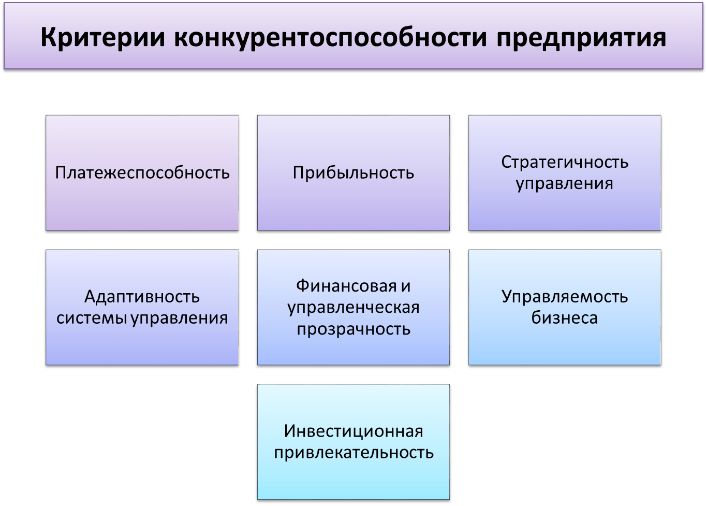 Критерии конкурентоспособности предприятия
Платежеспособность
Прибыльность
Стратегичность
управления
Адаптивность
системы управления
Финансовая и
управленческая
прозрачность
Управляемость
бизнеса
Инвестиционная
привлекательность